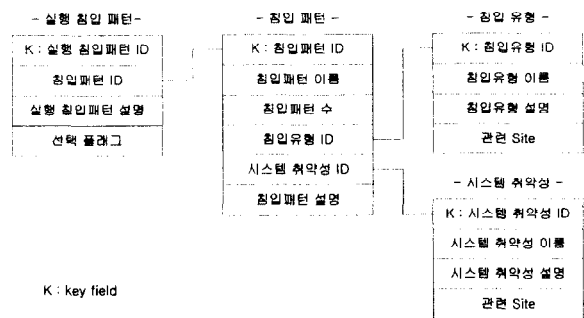 - 실행 침입 패턴-
K : 실행 침입패턴 ID
침입패턴 ID
실행 침입패턴 설명
선택 플래그
- 침입 패턴 -
K : 침입패턴 ID
침입패턴 이름
침입패턴 수
침입유형 ID
시스템 취약성 ID
침입패턴 설명
- 침입 유형 -
K : 침입유형 ID
침입유형 이름
침입유형 설명
관련 Site
- 시스템 취약성 -
K : 시스템 취약성 ID
시스템 취약성 이름
시스템 취약성 설명
관련 Site
K : key field